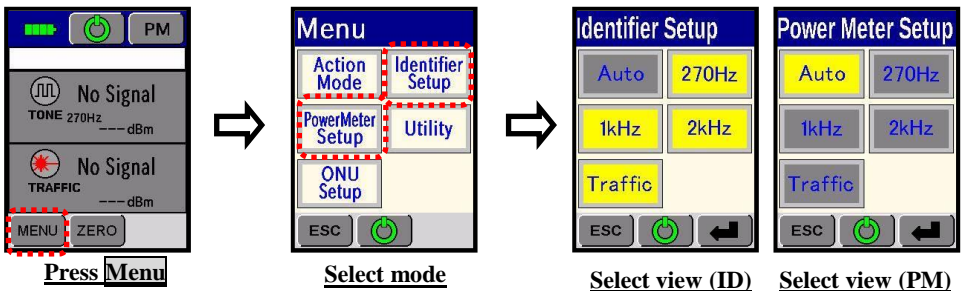 PM
No Signal
TONE 270Hz
---dBm
No Signal
TRAFFIC
---dBm
MENU ZERO
Press Menu
Menu
Action Identifier
Mode Setup
PowerMeter Utility
Setup
ONU
Setup
ESC
Select mode
Identifier Setup
Auto 270Hz
1kHz 2kHz
Traffic
ESC
Select view (ID)
Power Meter Setup
Auto 270Hz
1kHz 2kHz
Traffic
ESC
Select view (PM)